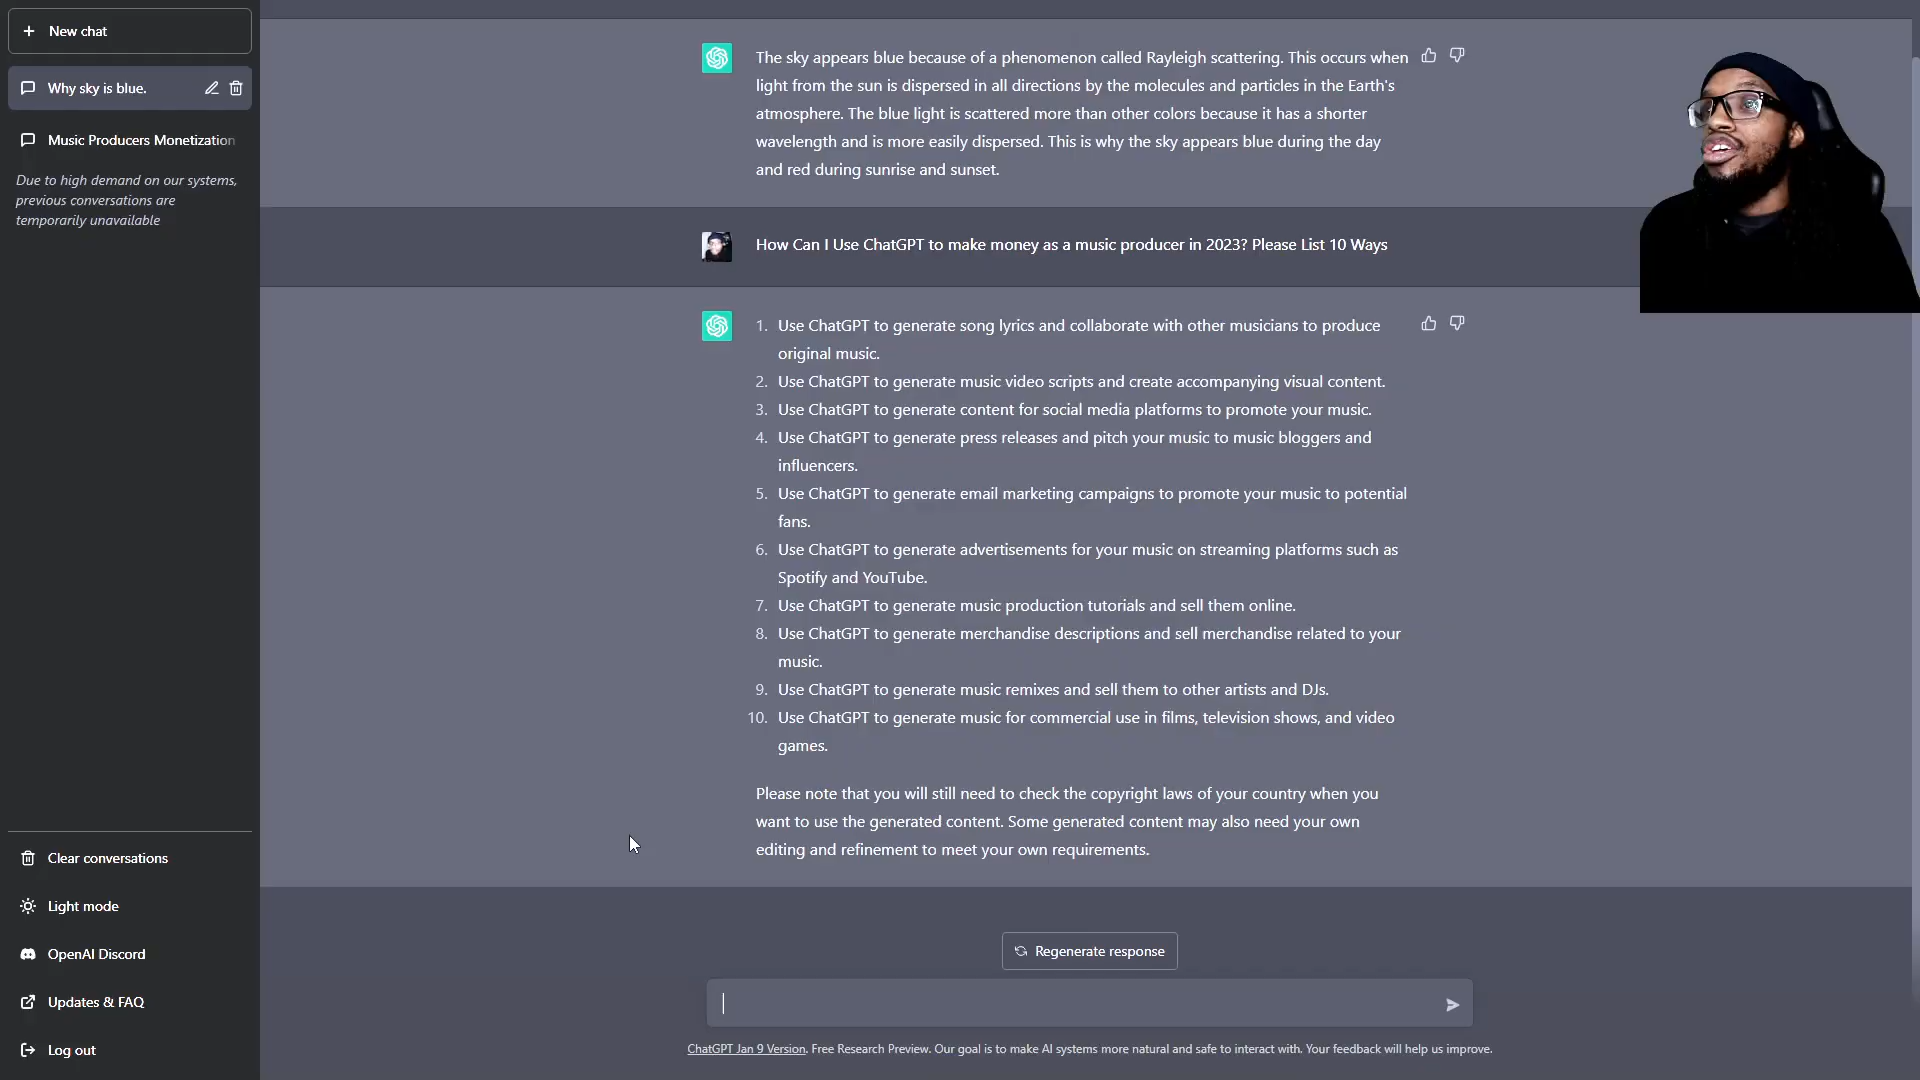 New chat
Why sky is blue.
Music Producers Monetization
Due to high demand on our systems,
previous conversations are
temporarily unavailable
Clear conversations
Light mode
OpenAI Discord
Updates & FAQ
Log out
The sky appears blue because of a phenomenon called Rayleigh scattering. This occurs when
light from the sun is dispersed in all directions by the molecules and particles in the Earth's
atmosphere. The blue light is scattered more than other colors because it has a shorter
wavelength and is more easily dispersed. This is why the sky appears blue during the day
and red during sunrise and sunset.
How Can I Use ChatGPT to make money as a music producer in 2023? Please List 10 Ways
1. Use ChatGPT to generate song lyrics and collaborate with other musicians to produce
original music.
2. Use ChatGPT to generate music video scripts and create accompanying visual content.
3. Use ChatGPT to generate content for social media platforms to promote your music.
4. Use ChatGPT to generate press releases and pitch your music to music bloggers and
influencers.
5. Use ChatGPT to generate email marketing campaigns to promote your music to potential
fans.
6. Use ChatGPT to generate advertisements for your music on streaming platforms such as
Spotify and YouTube.
7. Use ChatGPT to generate music production tutorials and sell them online.
8. Use ChatGPT to generate merchandise descriptions and sell merchandise related to your
music.
9. Use ChatGPT to generate music remixes and sell them to other artists and DJs.
10. Use ChatGPT to generate music for commercial use in films, television shows, and video
games.
Please note that you will still need to check the copyright laws of your country when you
want to use the generated content. Some generated content may also need your own
editing and refinement to meet your own requirements.
Regenerate response
ChatGPT Jan 9 Version. Free Research Preview. Our goal is to make AI systems more natural and safe to interact with. Your feedback will help us improve.